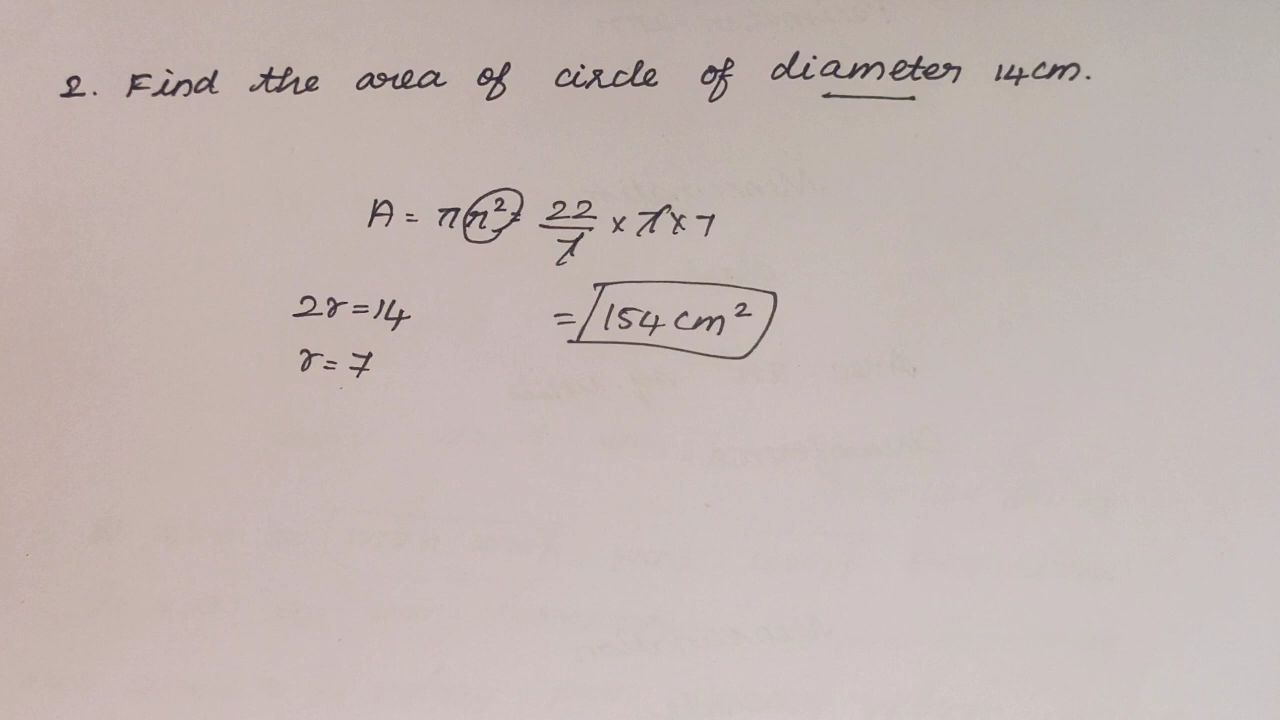 2. Find the area of circle of diameter 14cm.
A = πr² = 22/7 × 7 × 7
2r = 14
= 154 cm²
r = 7